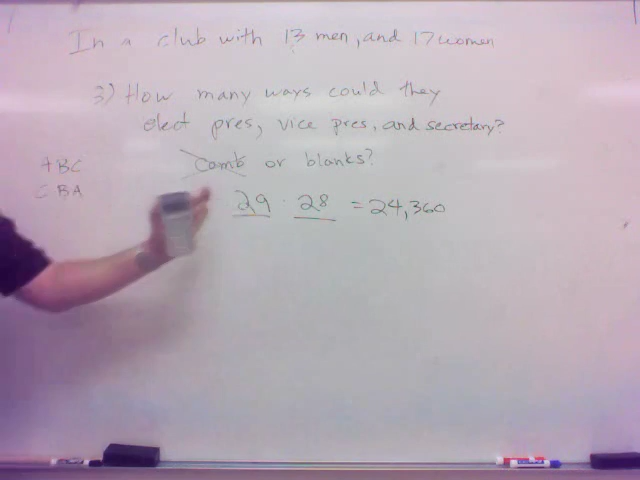 In a club with 13 men, and 17 women
3) How many ways could they
elect pres, vice pres, and secretary?
ABC
comb or blanks?
CBA
29 · 28 = 24,360